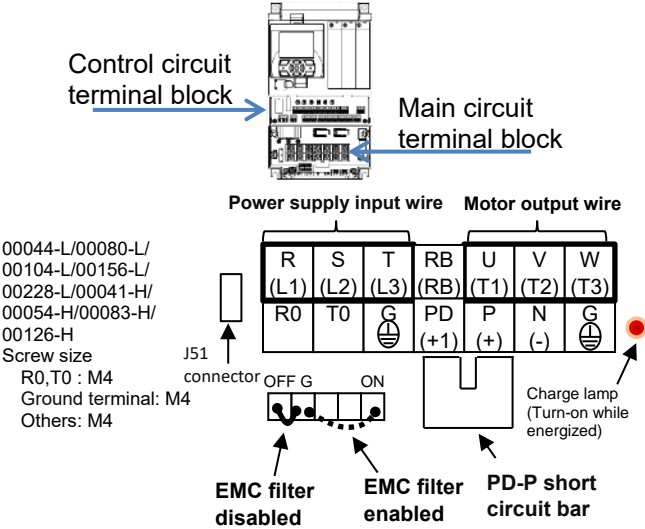 Control circuit
terminal block
Main circuit
terminal block
Power supply input wire
Motor output wire
00044-L/00080-L/
00104-L/00156-L/
00228-L/00041-H/
00054-H/00083-H/
00126-H
Screw size
R0,T0 : M4
Ground terminal: M4
Others: M4
R S T RB U V W
(L1) (L2) (L3) (RB) (T1) (T2) (T3)
R0 T0 G PD P N G
(+1) (+) (-)
J51
connector
OFF G ON
Charge lamp
(Turn-on while
energized)
EMC filter
disabled
EMC filter
enabled
PD-P short
circuit bar